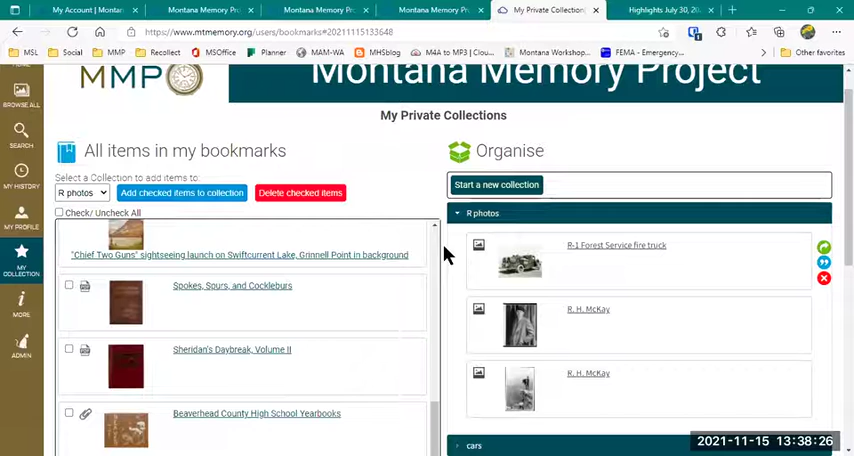 My Account | Montan
Montana Memory Pro
Montana Memory Pro
Montana Memory Pro
My Private Collection
Highlights July 30, 20
https://www.mtmemory.org/users/bookmarks#20211115133648
MSL
Social
MMP
Recollect
MSOffice
Planner
MAM-WA
MHSblog
M4A to MP3 | Clou...
Montana Workshop...
FEMA - Emergency...
Other favorites
MMP
Montana Memory Project
HOME
BROWSE ALL
SEARCH
MY HISTORY
MY PROFILE
MY COLLECTION
MORE
ADMIN
My Private Collections
All items in my bookmarks
Select a Collection to add items to:
R photos
Add checked items to collection
Delete checked items
Check/ Uncheck All
"Chief Two Guns" sightseeing launch on Swiftcurrent Lake, Grinnell Point in background
Spokes, Spurs, and Cockleburs
Sheridan's Daybreak, Volume II
Beaverhead County High School Yearbooks
Organise
Start a new collection
R photos
R-1 Forest Service fire truck
R. H. McKay
R. H. McKay
cars
2021-11-15 13:38:26